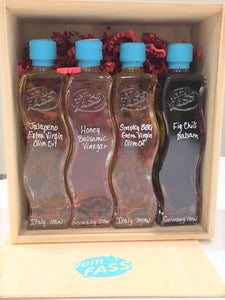 Jalapeno
Extra Virgin
Olive Oil
Italy 100ml
Honey
Balsamic
Vinegar
Germany 100ml
Smoky BBQ
Extra Virgin
Olive Oil
Italy 100ml
Fig Chili
Balsam
Germany 100ml
vom
FASS